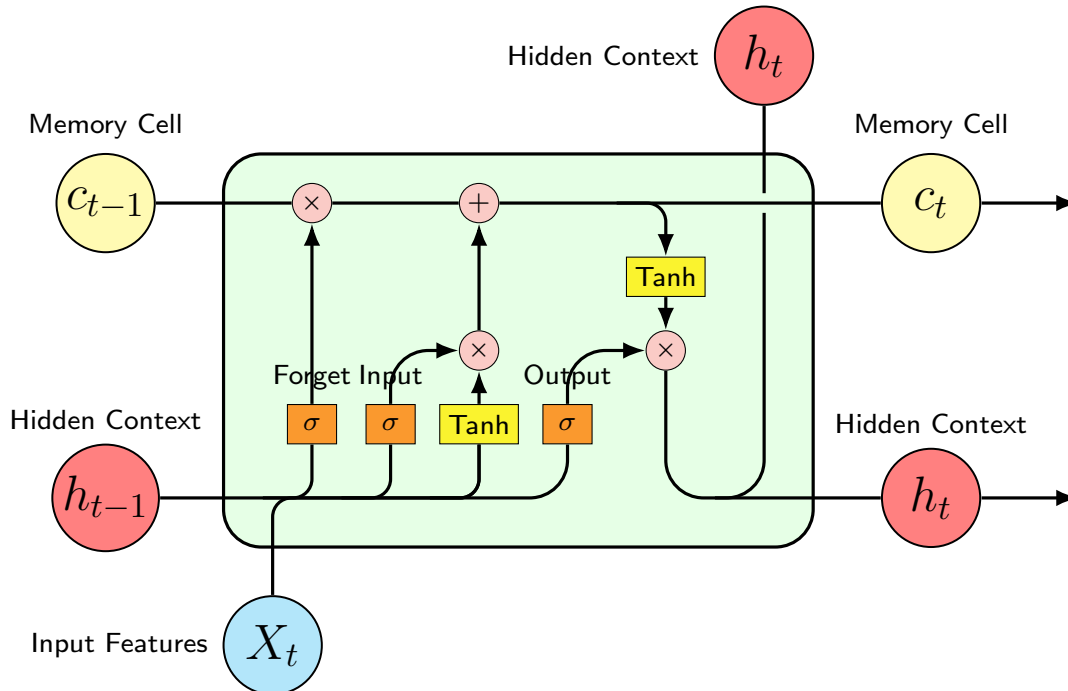 Hidden Context
h_t
Memory Cell
Memory Cell
c_{t−1}
×
+
c_t
Tanh
×
×
Forget Input
Output
Hidden Context
σ
σ
Tanh
σ
Hidden Context
h_{t−1}
h_t
Input Features
X_t